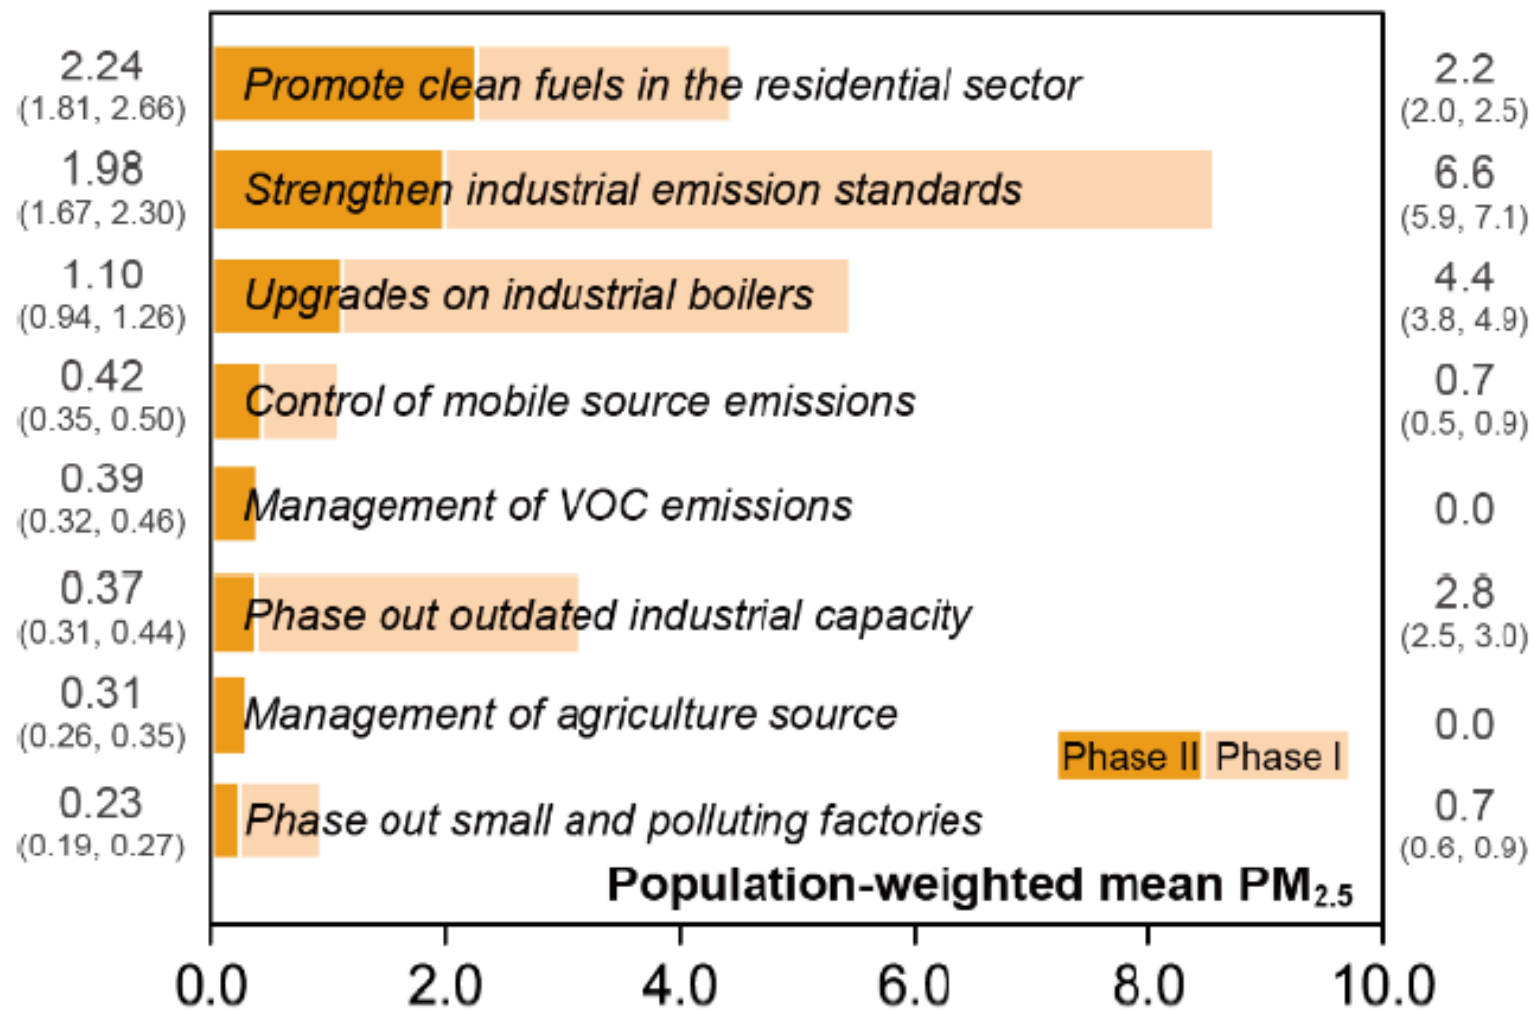 2.24
(1.81, 2.66)
Promote clean fuels in the residential sector
2.2
(2.0, 2.5)
1.98
(1.67, 2.30)
Strengthen industrial emission standards
6.6
(5.9, 7.1)
1.10
(0.94, 1.26)
Upgrades on industrial boilers
4.4
(3.8, 4.9)
0.42
(0.35, 0.50)
Control of mobile source emissions
0.7
(0.5, 0.9)
0.39
(0.32, 0.46)
Management of VOC emissions
0.0
0.37
(0.31, 0.44)
Phase out outdated industrial capacity
2.8
(2.5, 3.0)
0.31
(0.26, 0.35)
Management of agriculture source
0.0
Phase II Phase I
0.23
(0.19, 0.27)
Phase out small and polluting factories
0.7
(0.6, 0.9)
Population-weighted mean PM2.5
0.0 2.0 4.0 6.0 8.0 10.0